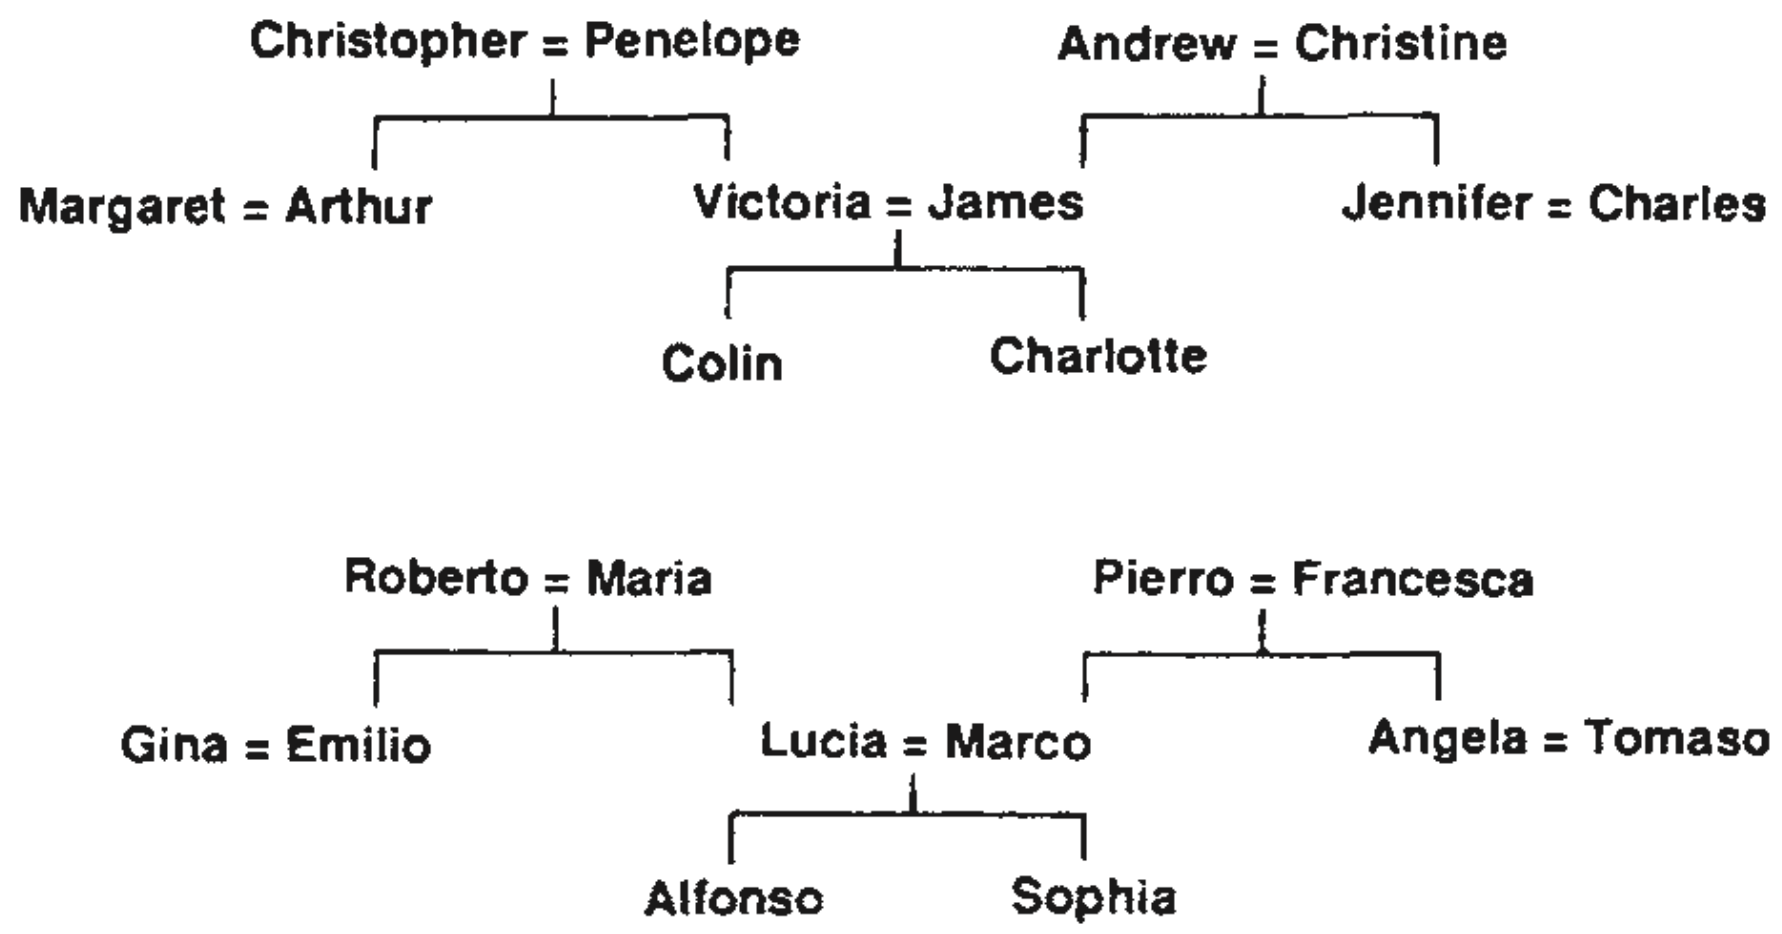 Christopher = Penelope    Andrew = Christine
Margaret = Arthur    Victoria = James    Jennifer = Charles
Colin    Charlotte
Roberto = Maria    Pierro = Francesca
Gina = Emilio    Lucia = Marco    Angela = Tomaso
Alfonso    Sophia